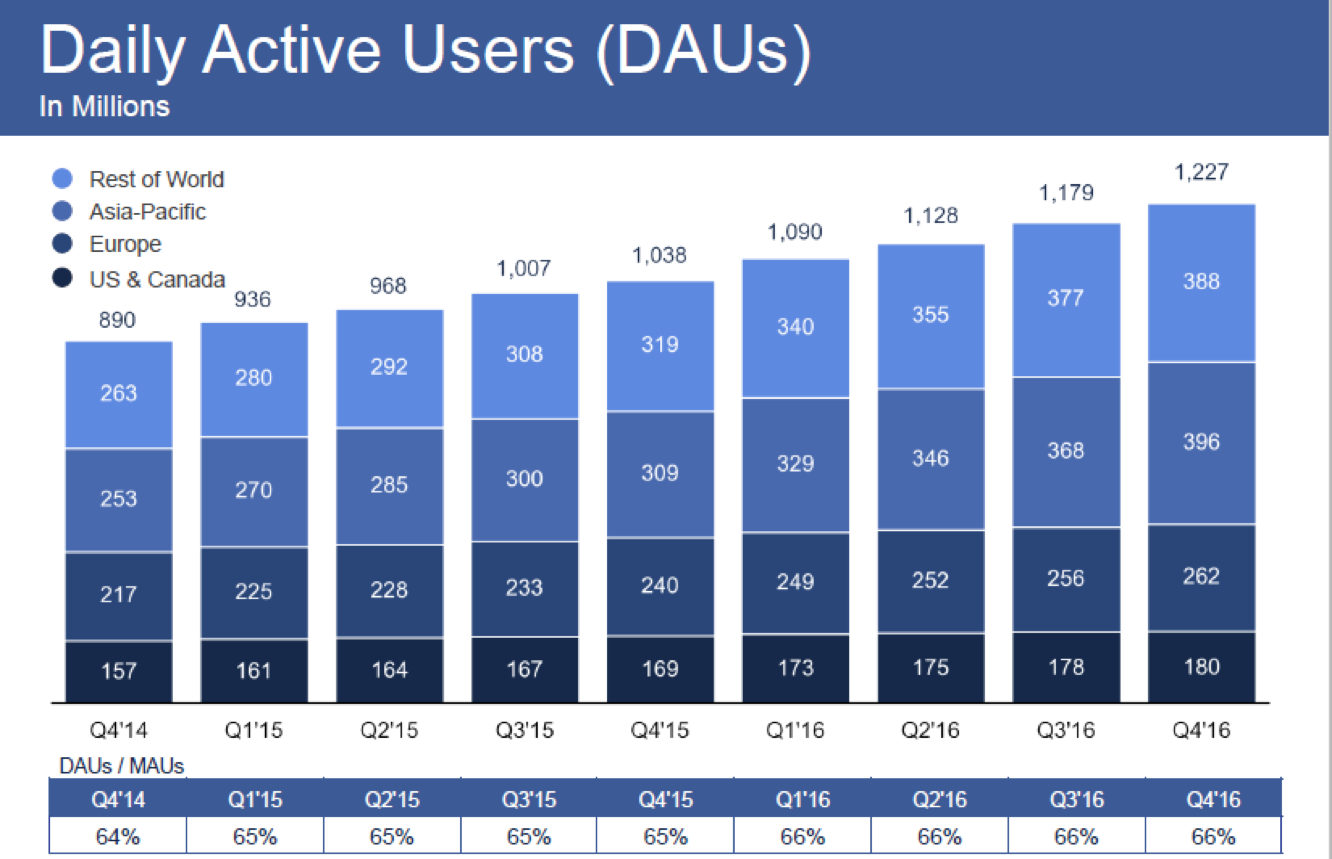 Daily Active Users (DAUs)
In Millions
Rest of World
Asia-Pacific
Europe
US & Canada
890 936 968 1,007 1,038 1,090 1,128 1,179 1,227
263 280 292 308 319 340 355 377 388
253 270 285 300 309 329 346 368 396
217 225 228 233 240 249 252 256 262
157 161 164 167 169 173 175 178 180
Q4'14 Q1'15 Q2'15 Q3'15 Q4'15 Q1'16 Q2'16 Q3'16 Q4'16
DAUs / MAUs
Q4'14 Q1'15 Q2'15 Q3'15 Q4'15 Q1'16 Q2'16 Q3'16 Q4'16
64% 65% 65% 65% 65% 66% 66% 66% 66%